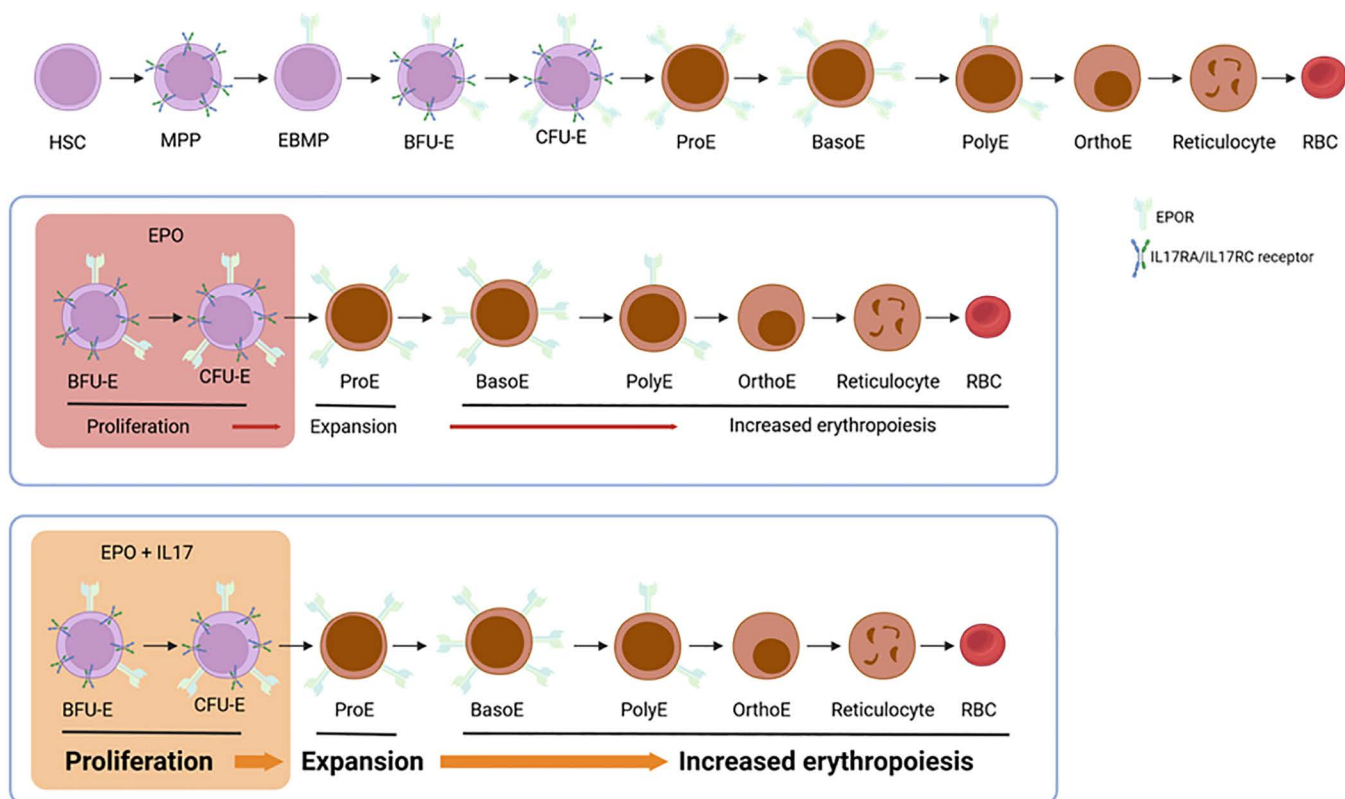 HSC
MPP
EBMP
BFU-E
CFU-E
ProE
BasoE
PolyE
OrthoE
Reticulocyte
RBC
EPOR
IL17RA/IL17RC receptor
EPO
BFU-E
CFU-E
ProE
BasoE
PolyE
OrthoE
Reticulocyte
RBC
Proliferation
Expansion
Increased erythropoiesis
EPO + IL17
BFU-E
CFU-E
ProE
BasoE
PolyE
OrthoE
Reticulocyte
RBC
Proliferation
Expansion
Increased erythropoiesis